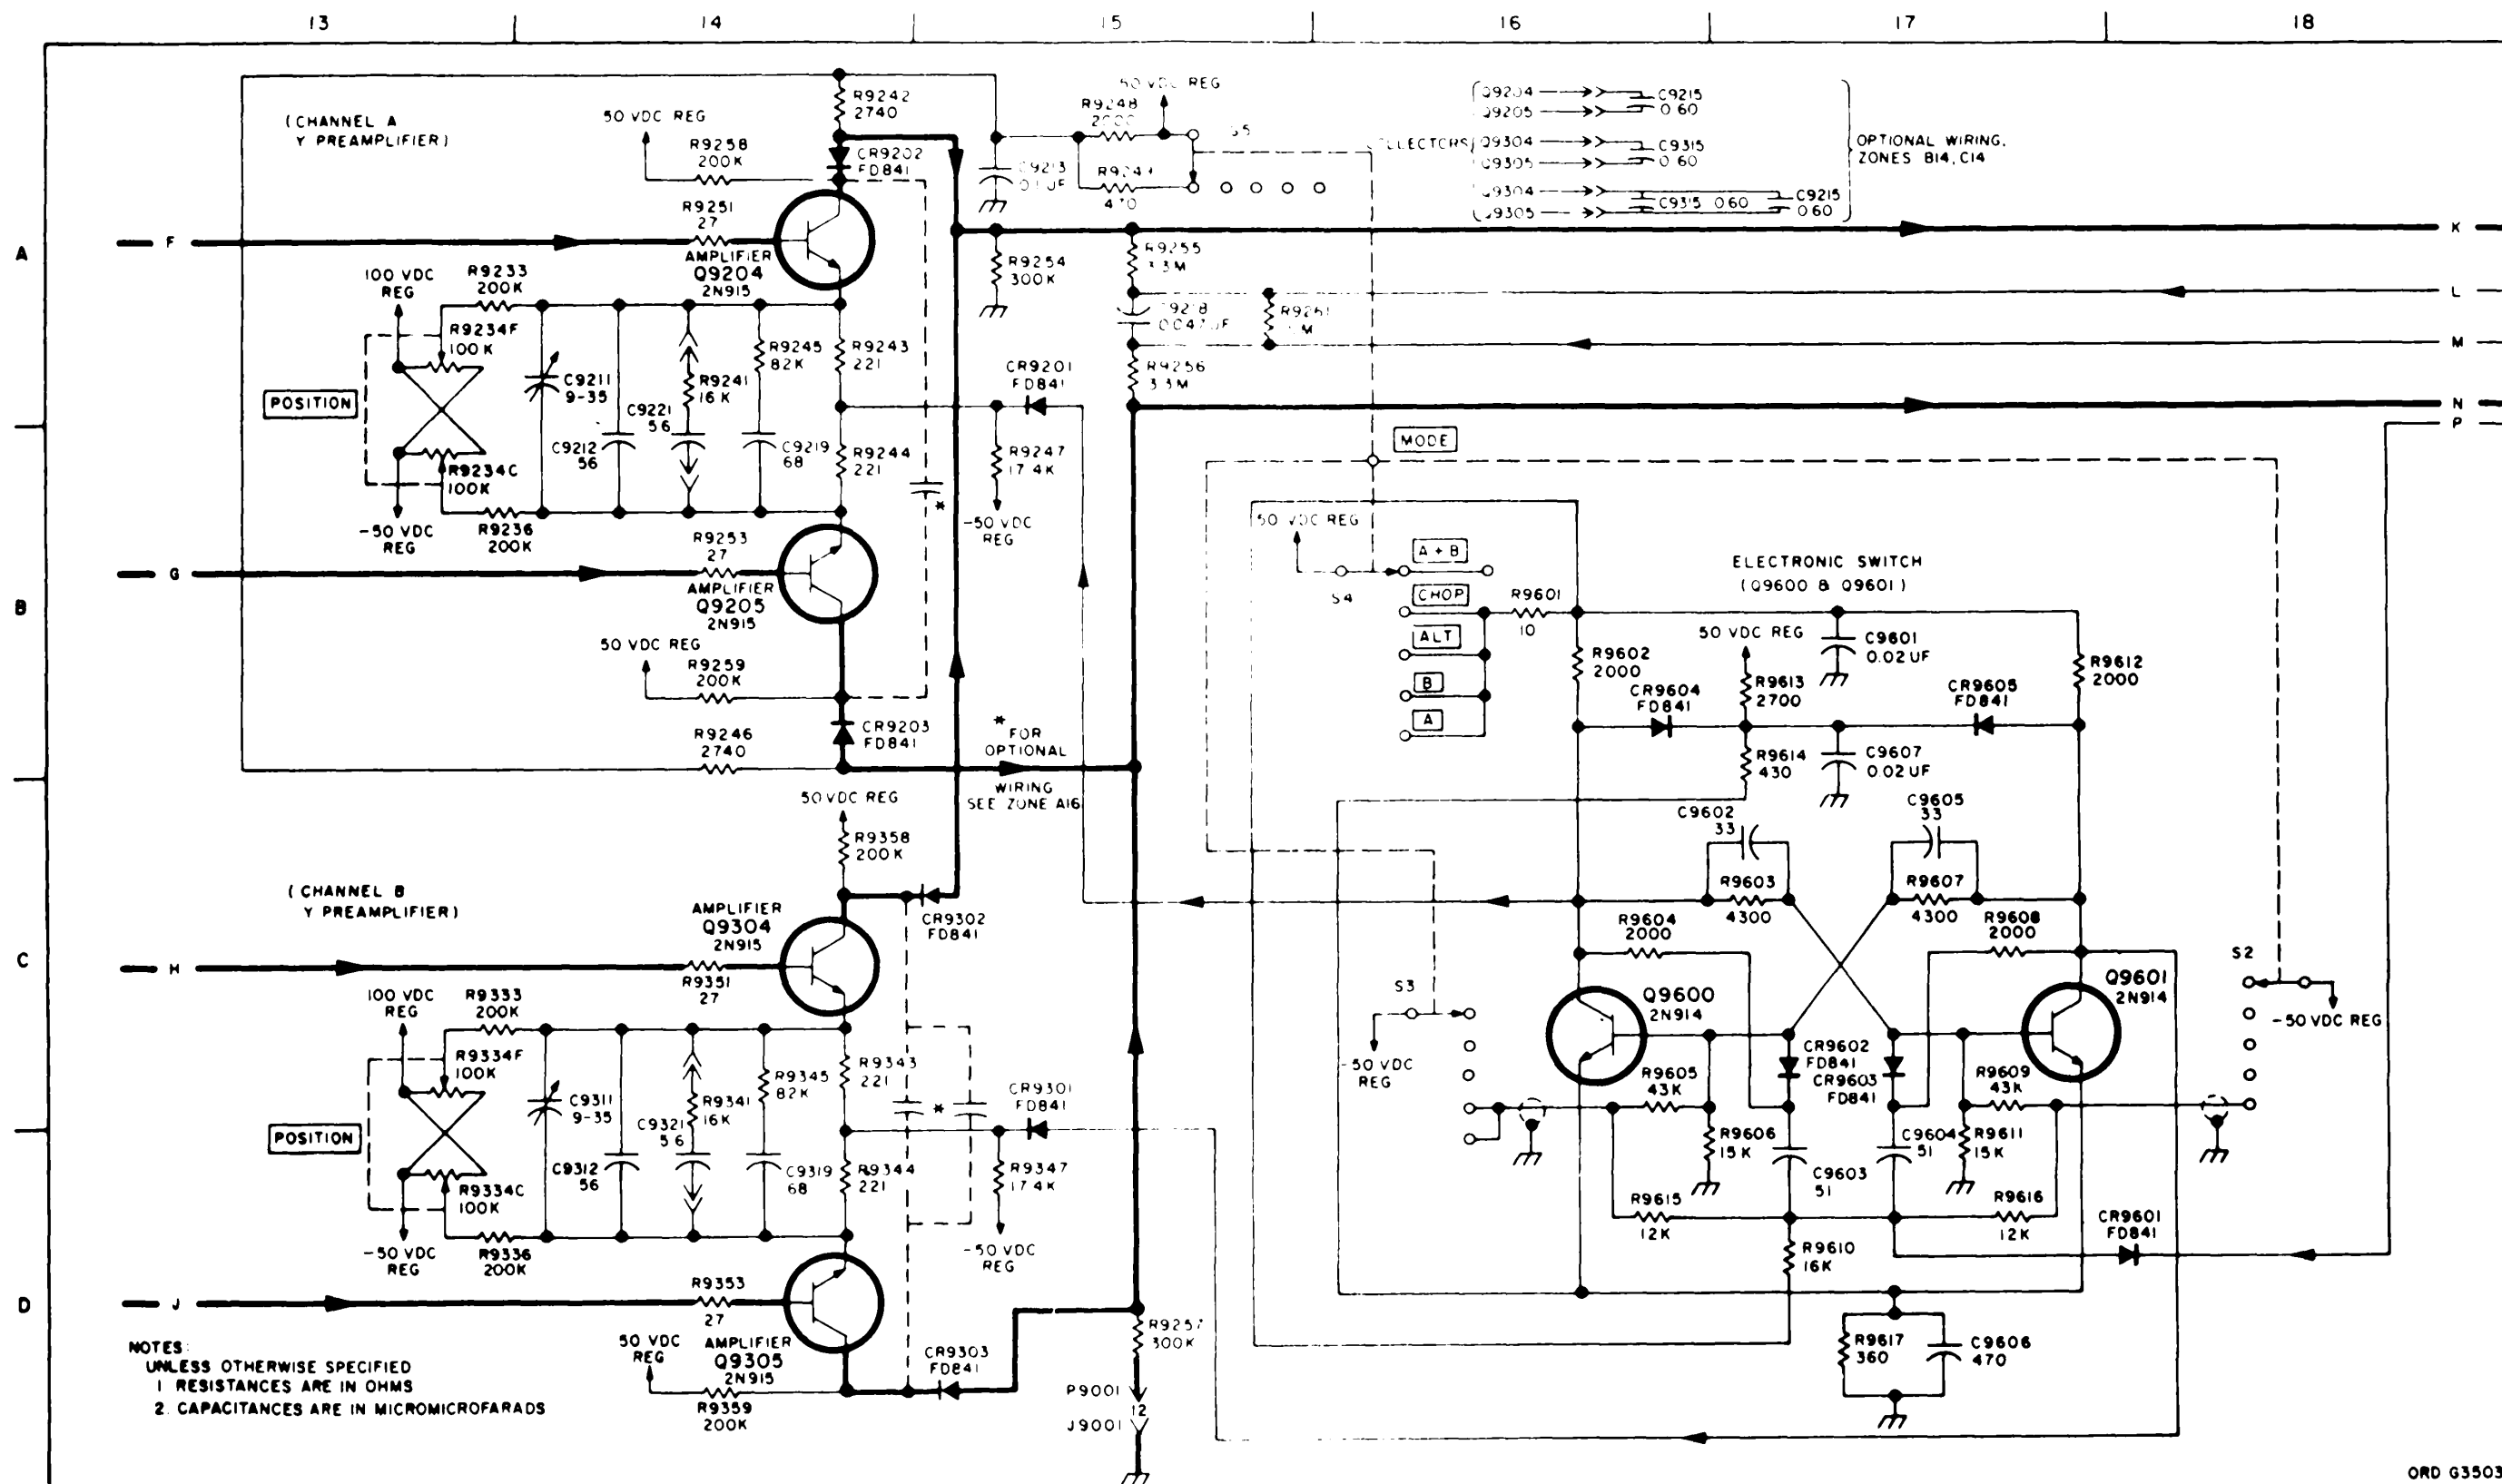 13 14 15 16 17 18
A
B
C
D
(CHANNEL A
Y PREAMPLIFIER)
50 VDC REG
R9258
200K
R9242
2740
CR9202
FD841
R9251
27
AMPLIFIER
Q9204
2N915
F
100 VDC
REG
R9233
200K
R9234F
100K
POSITION
R9234C
100K
-50 VDC
REG
R9236
200K
C9211
9-35
C9212
56
C9221
56
R9241
16K
R9245
82K
C9219
68
R9243
221
R9244
221
*
G
R9253
27
AMPLIFIER
Q9205
2N915
50 VDC REG
R9259
200K
CR9203
FD841
R9246
2740
* FOR
OPTIONAL
WIRING
SEE ZONE A16
CR9201
FD841
R9247
17.4K
-50 VDC
REG
C9213
50 VDC REG
R9248
S5
470
R9254
300K
R9255
3.3M
C9218
R9261
R9256
3.3M
Q9204
Q9205
C9215
0.60
Q9304
Q9305
C9315
0.60
Q9304
Q9305
C9315 0.60
C9215
0.60
OPTIONAL WIRING,
ZONES B14, C14
K
L
M
N
P
MODE
50 VDC REG
S4
A + B
CHOP
ALT
B
A
R9601
10
ELECTRONIC SWITCH
(Q9600 & Q9601)
R9602
2000
50 VDC REG
C9601
0.02 UF
R9613
2700
CR9604
FD841
CR9605
FD841
R9612
2000
R9614
430
C9607
0.02 UF
C9602
33
C9605
33
R9603
4300
R9607
4300
R9604
2000
R9608
2000
Q9600
2N914
Q9601
2N914
S3
-50 VDC
REG
S2
-50 VDC REG
CR9602
FD841
CR9603
FD841
R9605
43K
R9609
43K
R9606
15K
C9603
51
C9604
51
R9611
15K
R9615
12K
R9616
12K
R9610
16K
CR9601
FD841
R9617
360
C9606
470
(CHANNEL B
Y PREAMPLIFIER)
50 VDC REG
R9358
200K
CR9302
FD841
AMPLIFIER
Q9304
2N915
H
R9351
27
100 VDC
REG
R9333
200K
R9334F
100K
POSITION
R9334C
100K
-50 VDC
REG
R9336
200K
C9311
9-35
C9312
56
C9321
56
R9341
16K
R9345
82K
C9319
68
R9343
221
R9344
221
*
CR9301
FD841
R9347
17.4K
-50 VDC
REG
J
R9353
27
AMPLIFIER
Q9305
2N915
50 VDC
REG
R9359
200K
CR9303
FD841
R9257
300K
P9001
12
J9001
NOTES:
UNLESS OTHERWISE SPECIFIED
1 RESISTANCES ARE IN OHMS
2. CAPACITANCES ARE IN MICROMICROFARADS
ORD G3503